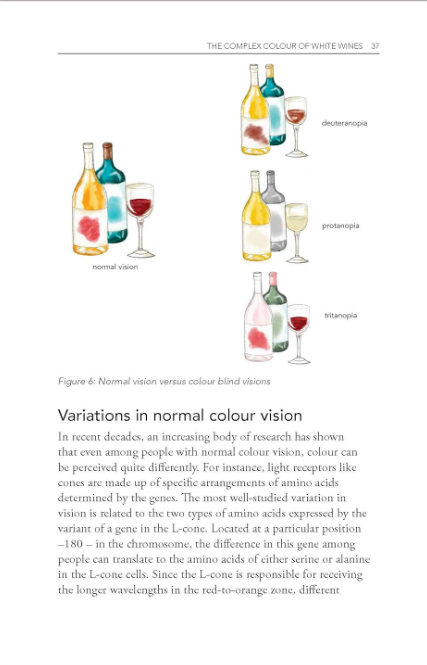 THE COMPLEX COLOUR OF WHITE WINES 37
deuteranopia
protanopia
normal vision
tritanopia
Figure 6: Normal vision versus colour blind visions
Variations in normal colour vision
In recent decades, an increasing body of research has shown
that even among people with normal colour vision, colour can
be perceived quite differently. For instance, light receptors like
cones are made up of specific arrangements of amino acids
determined by the genes. The most well-studied variation in
vision is related to the two types of amino acids expressed by the
variant of a gene in the L-cone. Located at a particular position
–180 – in the chromosome, the difference in this gene among
people can translate to the amino acids of either serine or alanine
in the L-cone cells. Since the L-cone is responsible for receiving
the longer wavelengths in the red-to-orange zone, different